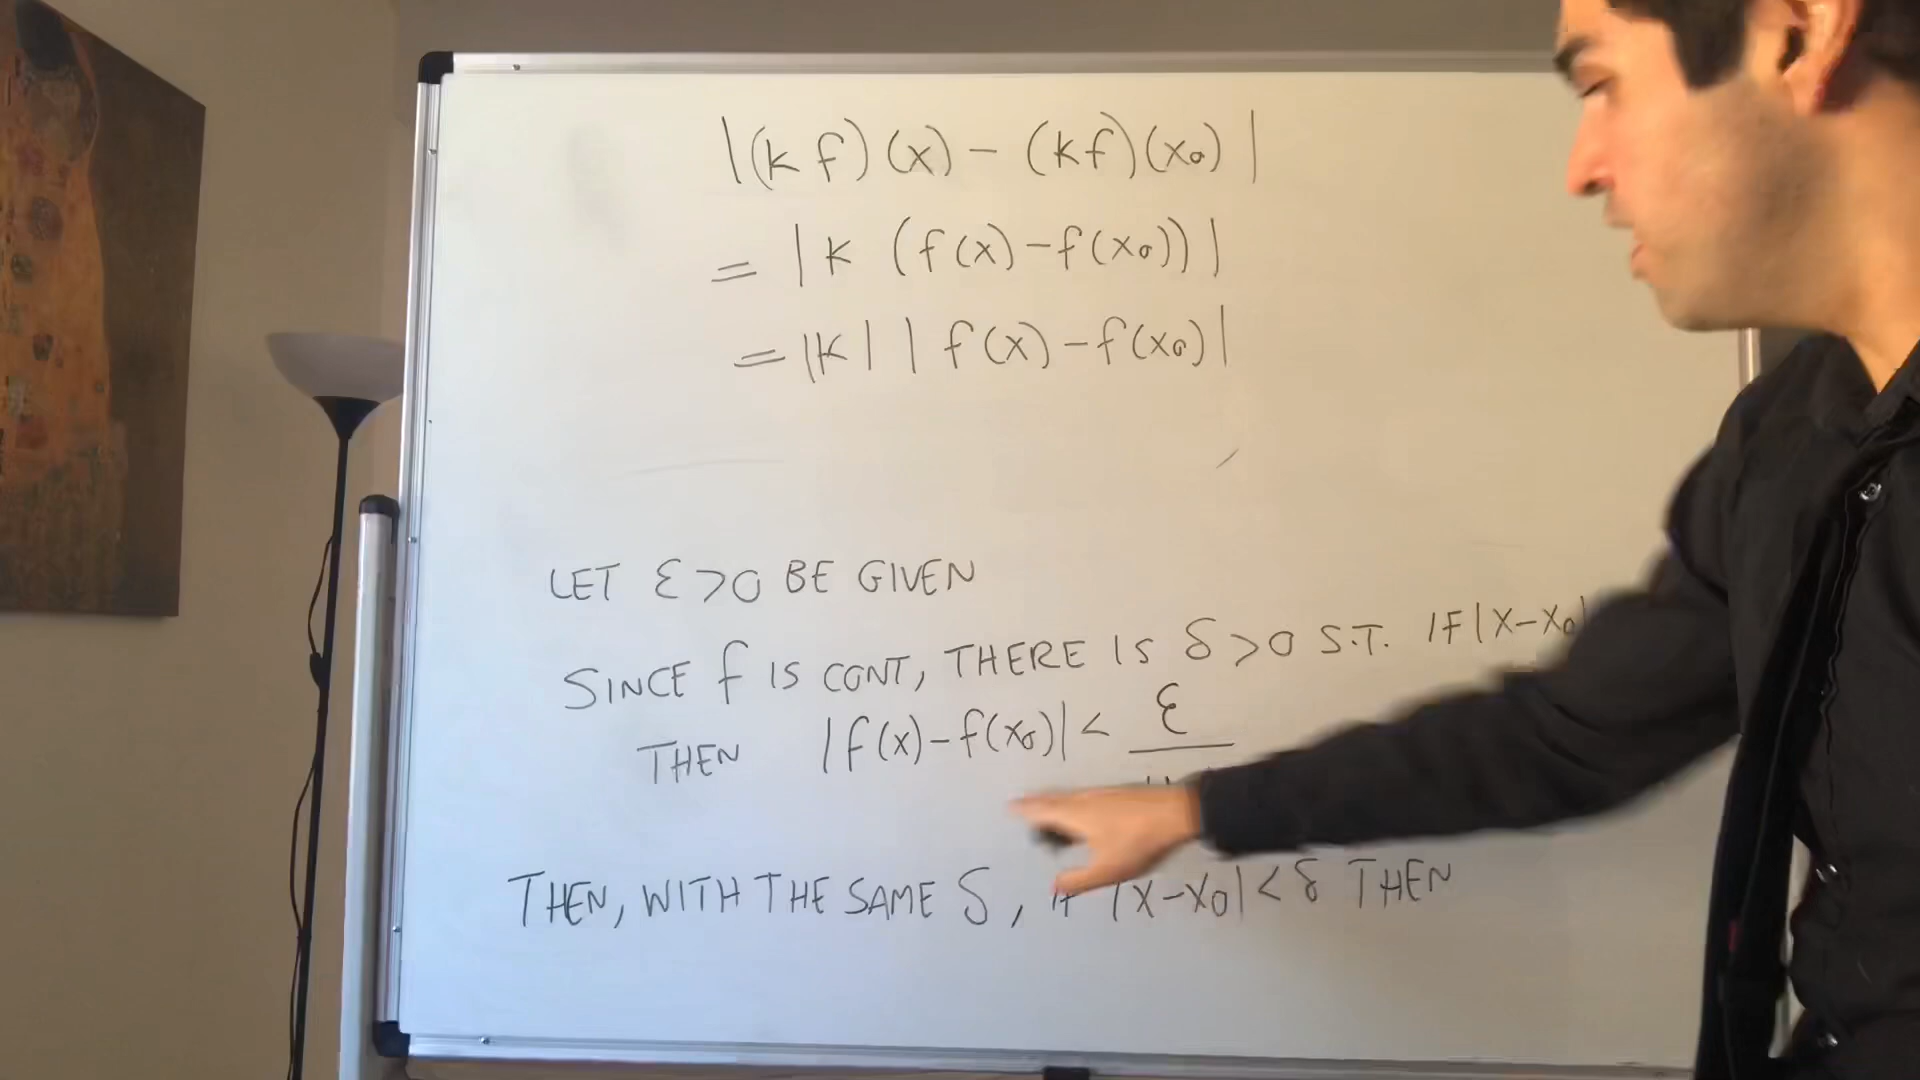 |(kf)(x) - (kf)(x₀)|
= |k (f(x) - f(x₀))|
= |k| |f(x) - f(x₀)|
LET ε > 0 BE GIVEN
SINCE f IS CONT, THERE IS δ > 0 S.T. IF |x - x₀|
THEN |f(x) - f(x₀)| < ε
THEN, WITH THE SAME δ, IF |x - x₀| < δ THEN